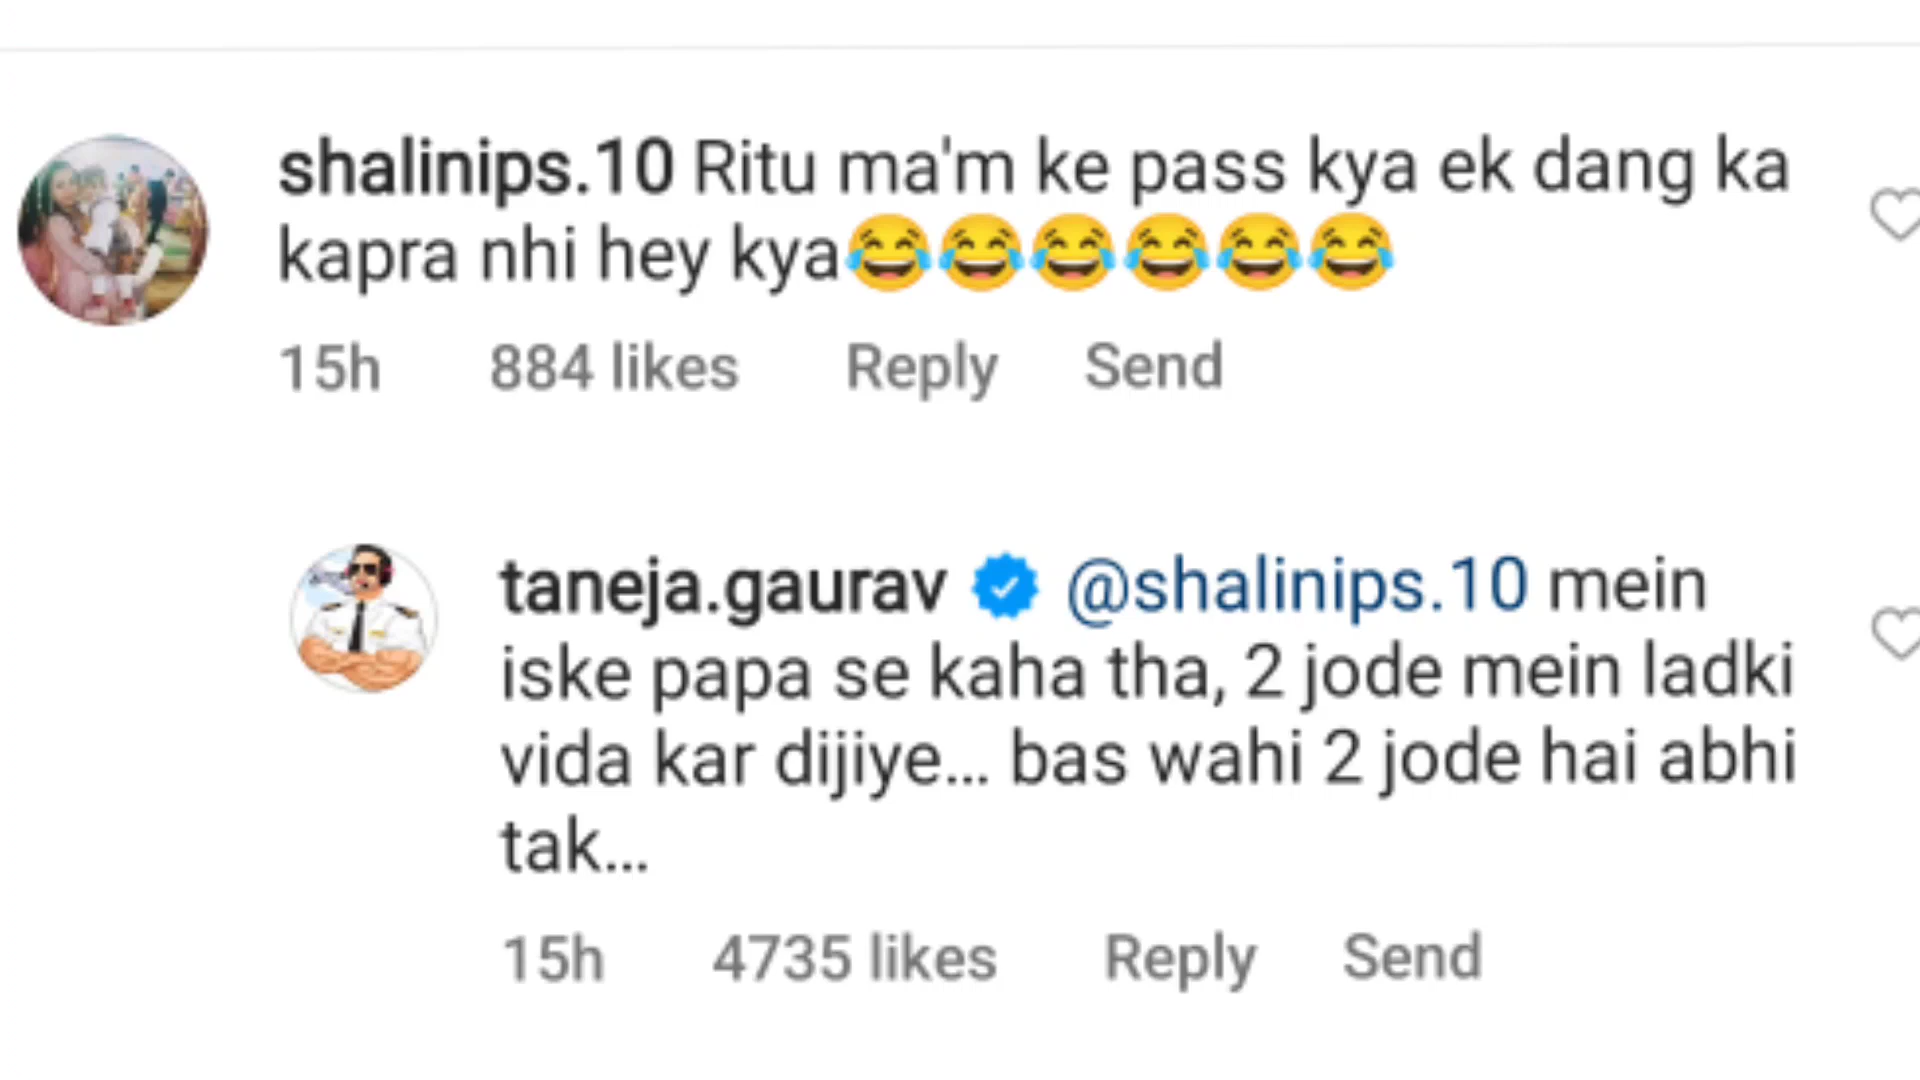 shalinips.10 Ritu ma'm ke pass kya ek dang ka
kapra nhi hey kya😂😂😂😂😂😂
15h 884 likes Reply Send
taneja.gaurav @shalinips.10 mein
iske papa se kaha tha, 2 jode mein ladki
vida kar dijiye... bas wahi 2 jode hai abhi
tak...
15h 4735 likes Reply Send